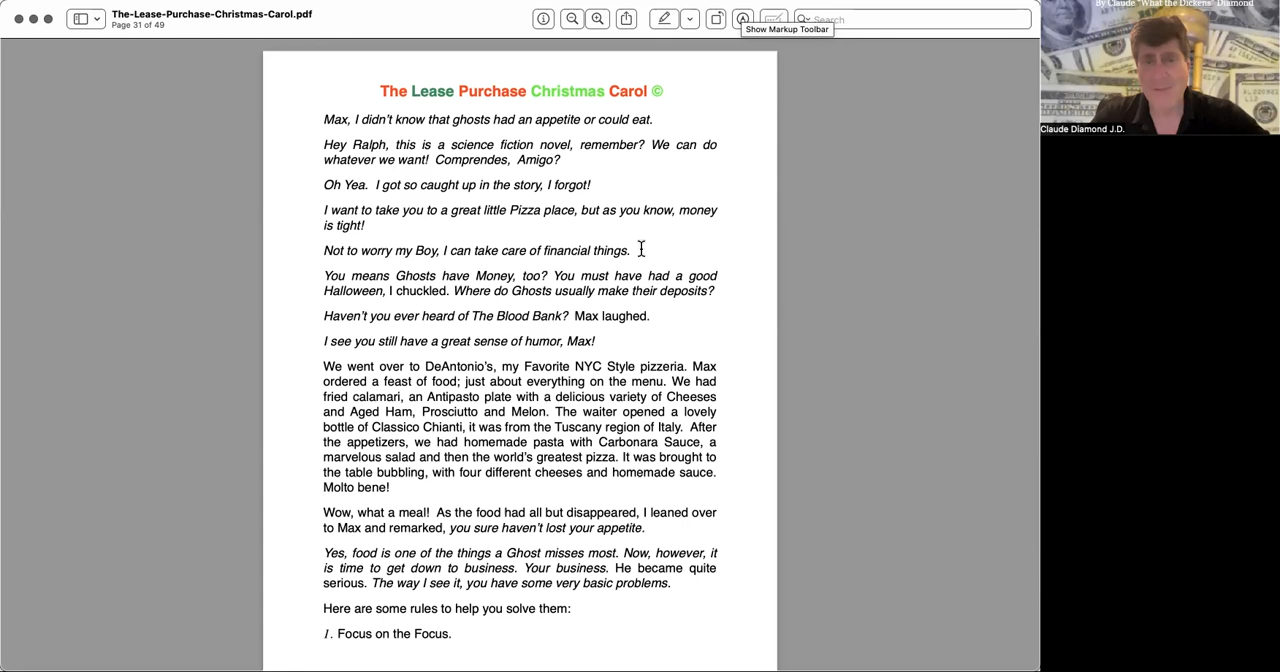 The-Lease-Purchase-Christmas-Carol.pdf
Page 31 of 49
Search
Show Markup Toolbar
By Claude "What the Dickens" Diamond
Claude Diamond J.D.
The Lease Purchase Christmas Carol ©
Max, I didn't know that ghosts had an appetite or could eat.
Hey Ralph, this is a science fiction novel, remember? We can do
whatever we want! Comprendes, Amigo?
Oh Yea. I got so caught up in the story, I forgot!
I want to take you to a great little Pizza place, but as you know, money
is tight!
Not to worry my Boy, I can take care of financial things.
You means Ghosts have Money, too? You must have had a good
Halloween, I chuckled. Where do Ghosts usually make their deposits?
Haven't you ever heard of The Blood Bank? Max laughed.
I see you still have a great sense of humor, Max!
We went over to DeAntonio's, my Favorite NYC Style pizzeria. Max
ordered a feast of food; just about everything on the menu. We had
fried calamari, an Antipasto plate with a delicious variety of Cheeses
and Aged Ham, Prosciutto and Melon. The waiter opened a lovely
bottle of Classico Chianti, it was from the Tuscany region of Italy. After
the appetizers, we had homemade pasta with Carbonara Sauce, a
marvelous salad and then the world's greatest pizza. It was brought to
the table bubbling, with four different cheeses and homemade sauce.
Molto bene!
Wow, what a meal! As the food had all but disappeared, I leaned over
to Max and remarked, you sure haven't lost your appetite.
Yes, food is one of the things a Ghost misses most. Now, however, it
is time to get down to business. Your business. He became quite
serious. The way I see it, you have some very basic problems.
Here are some rules to help you solve them:
1. Focus on the Focus.